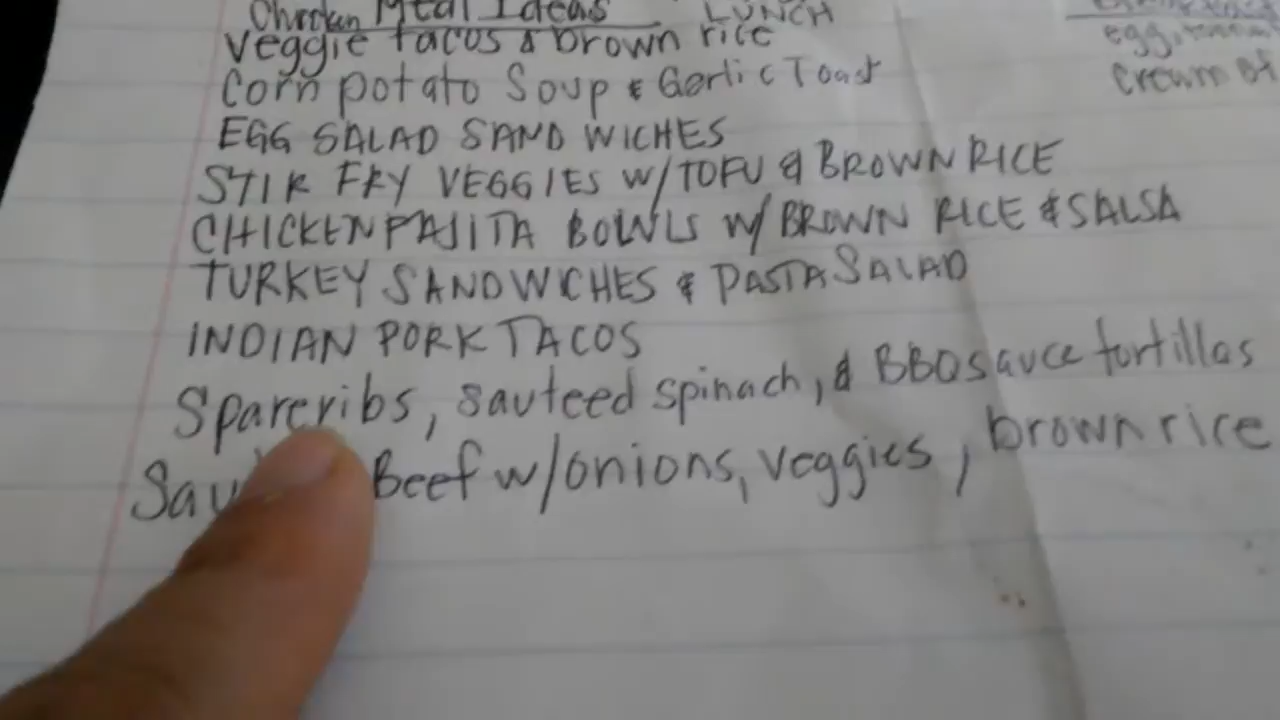 Meal Ideas LUNCH
Veggie tacos & brown rice
Corn potato Soup & Garlic Toast
EGG SALAD SANDWICHES
STIR FRY VEGGIES W/TOFU & BROWN RICE
CHICKEN FAJITA BOWLS W/ BROWN RICE & SALSA
TURKEY SANDWICHES & PASTA SALAD
INDIAN PORK TACOS
Spareribs, sauteed spinach, & BBQ sauce tortillas
Beef w/onions, veggies, brown rice
egg,